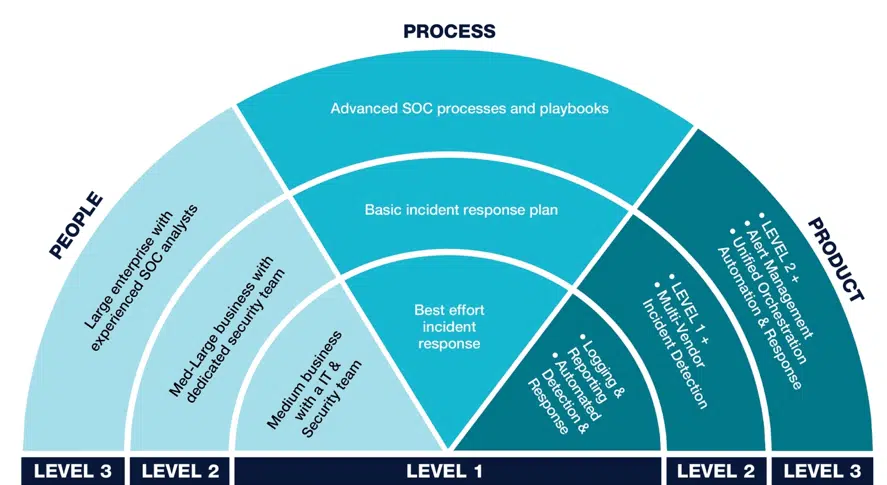 PROCESS
PEOPLE
PRODUCT
Advanced SOC processes and playbooks
Basic incident response plan
Best effort
incident
response
Large enterprise with
experienced SOC analysts
Med-Large business with
dedicated security team
Medium business
with a IT &
Security team
• Logging &
Reporting
• Automated
Detection &
Response
• LEVEL 1 +
• Multi-Vendor
Incident Detection
• LEVEL 2 +
• Alert Management
• Unified Orchestration
Automation & Response
LEVEL 3
LEVEL 2
LEVEL 1
LEVEL 2
LEVEL 3